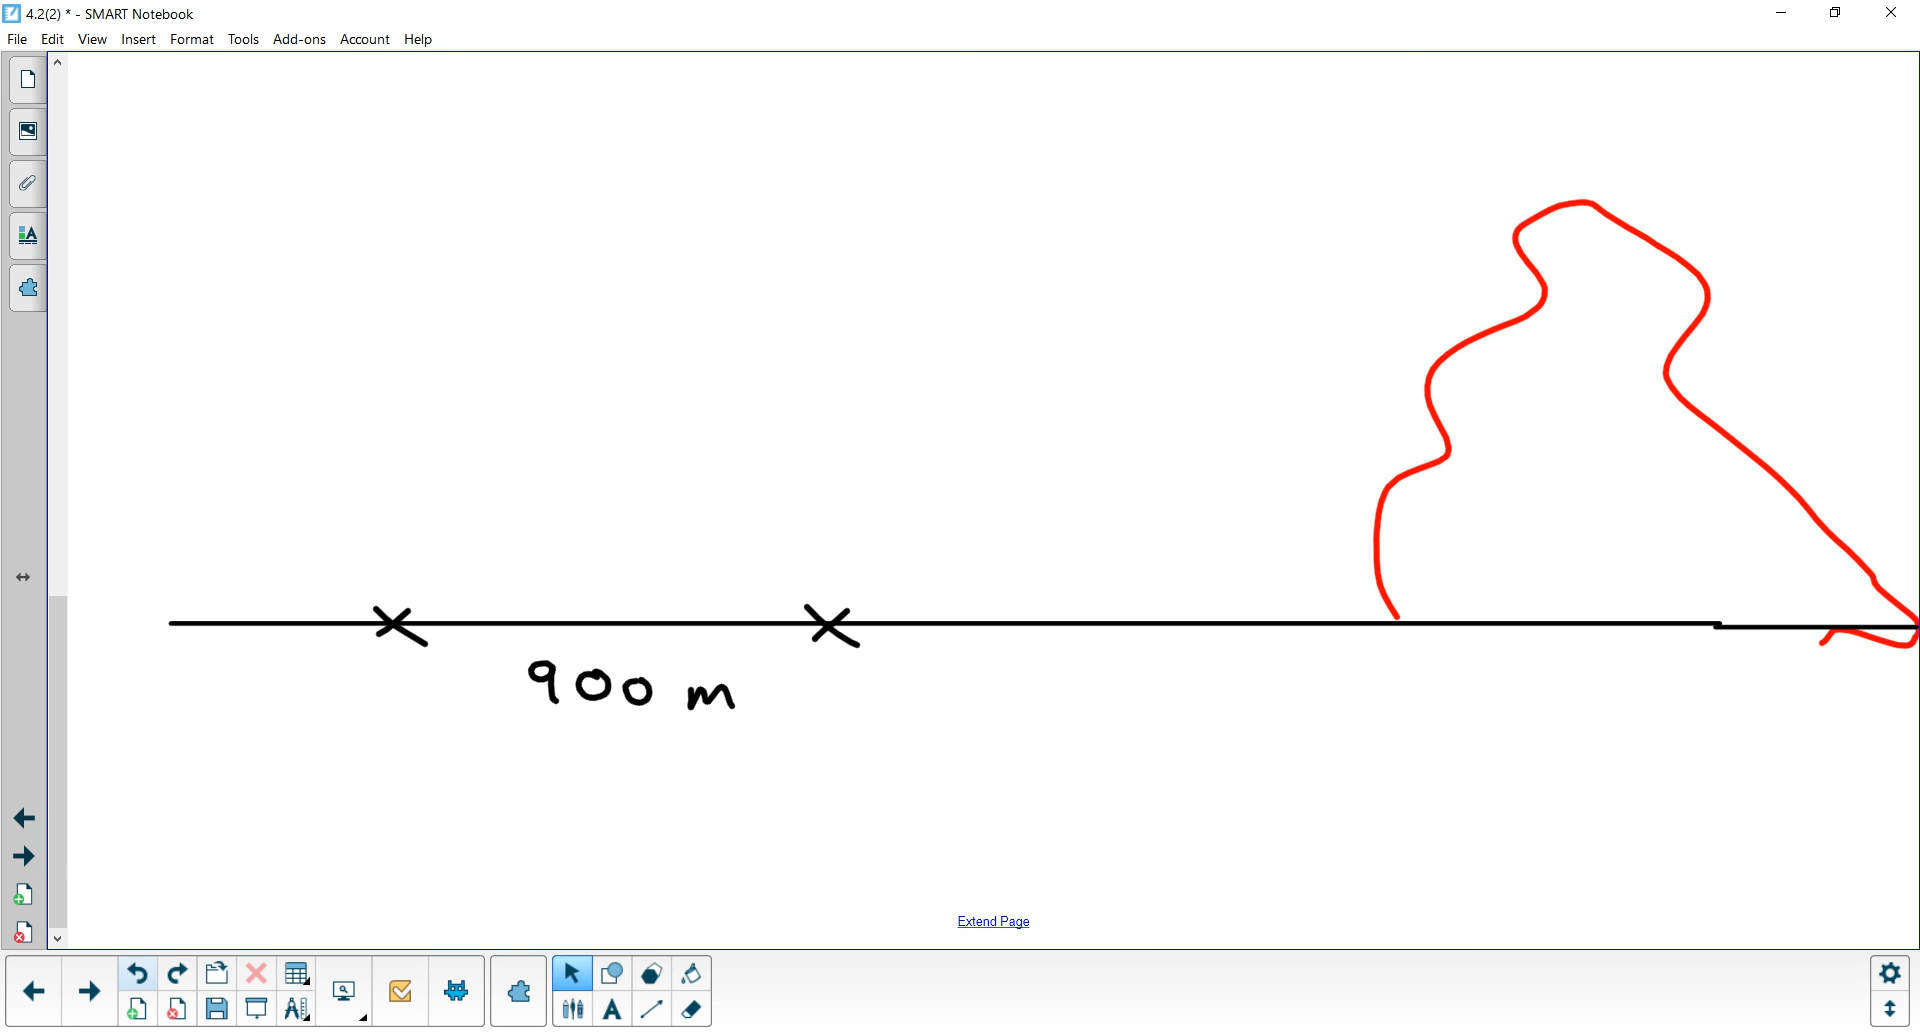 4.2(2) * - SMART Notebook
File Edit View Insert Format Tools Add-ons Account Help
900 m
Extend Page